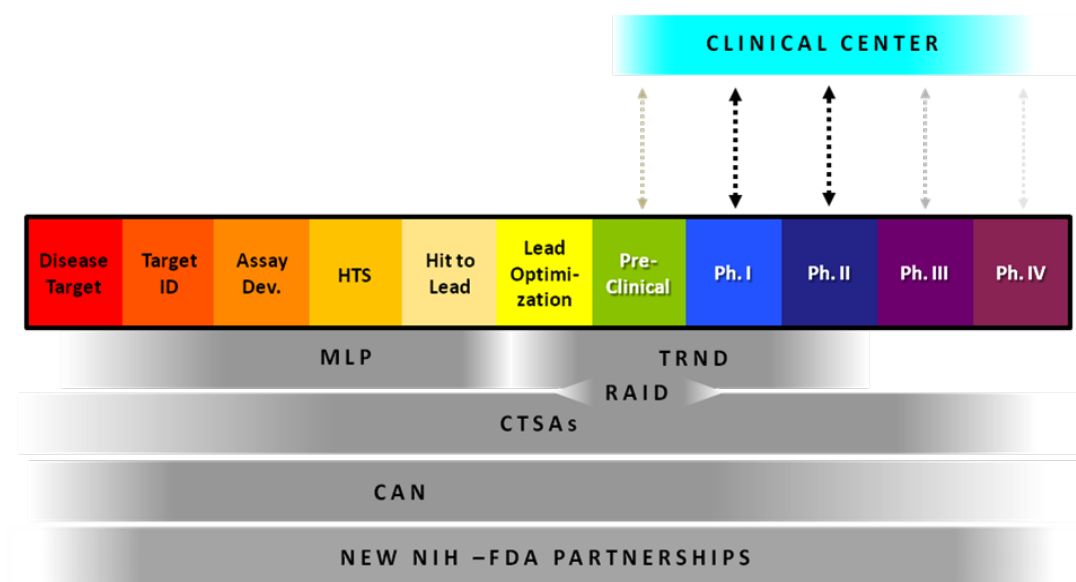 CLINICAL CENTER
Disease
Target
Target
ID
Assay
Dev.
HTS
Hit to
Lead
Lead
Optimi-
zation
Pre-
Clinical
Ph. I
Ph. II
Ph. III
Ph. IV
MLP
TRND
RAID
CTSAs
CAN
NEW NIH –FDA PARTNERSHIPS